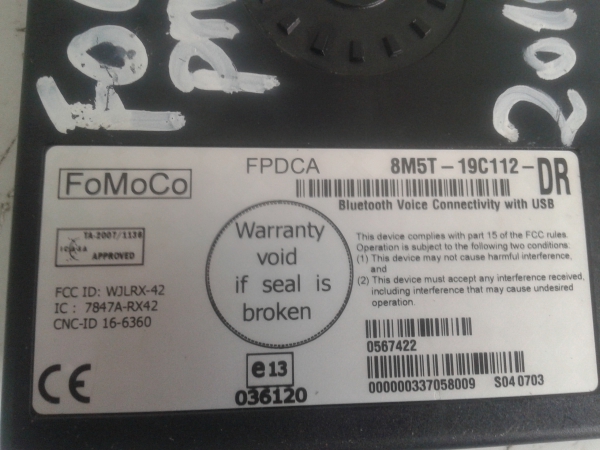 FoMoCo
FPDCA
8M5T-19C112-DR
Bluetooth Voice Connectivity with USB
TA-2007/1138
ICASA
APPROVED
FCC ID: WJLRX-42
IC : 7847A-RX42
CNC-ID 16-6360
Warranty
void
if seal is
broken
This device complies with part 15 of the FCC rules.
Operation is subject to the following two conditions:
(1) This device may not cause harmful interference,
and
(2) This device must accept any interference received,
including interference that may cause undesired
operation.
CE
e13
036120
0567422
000000337058009 S04 0703